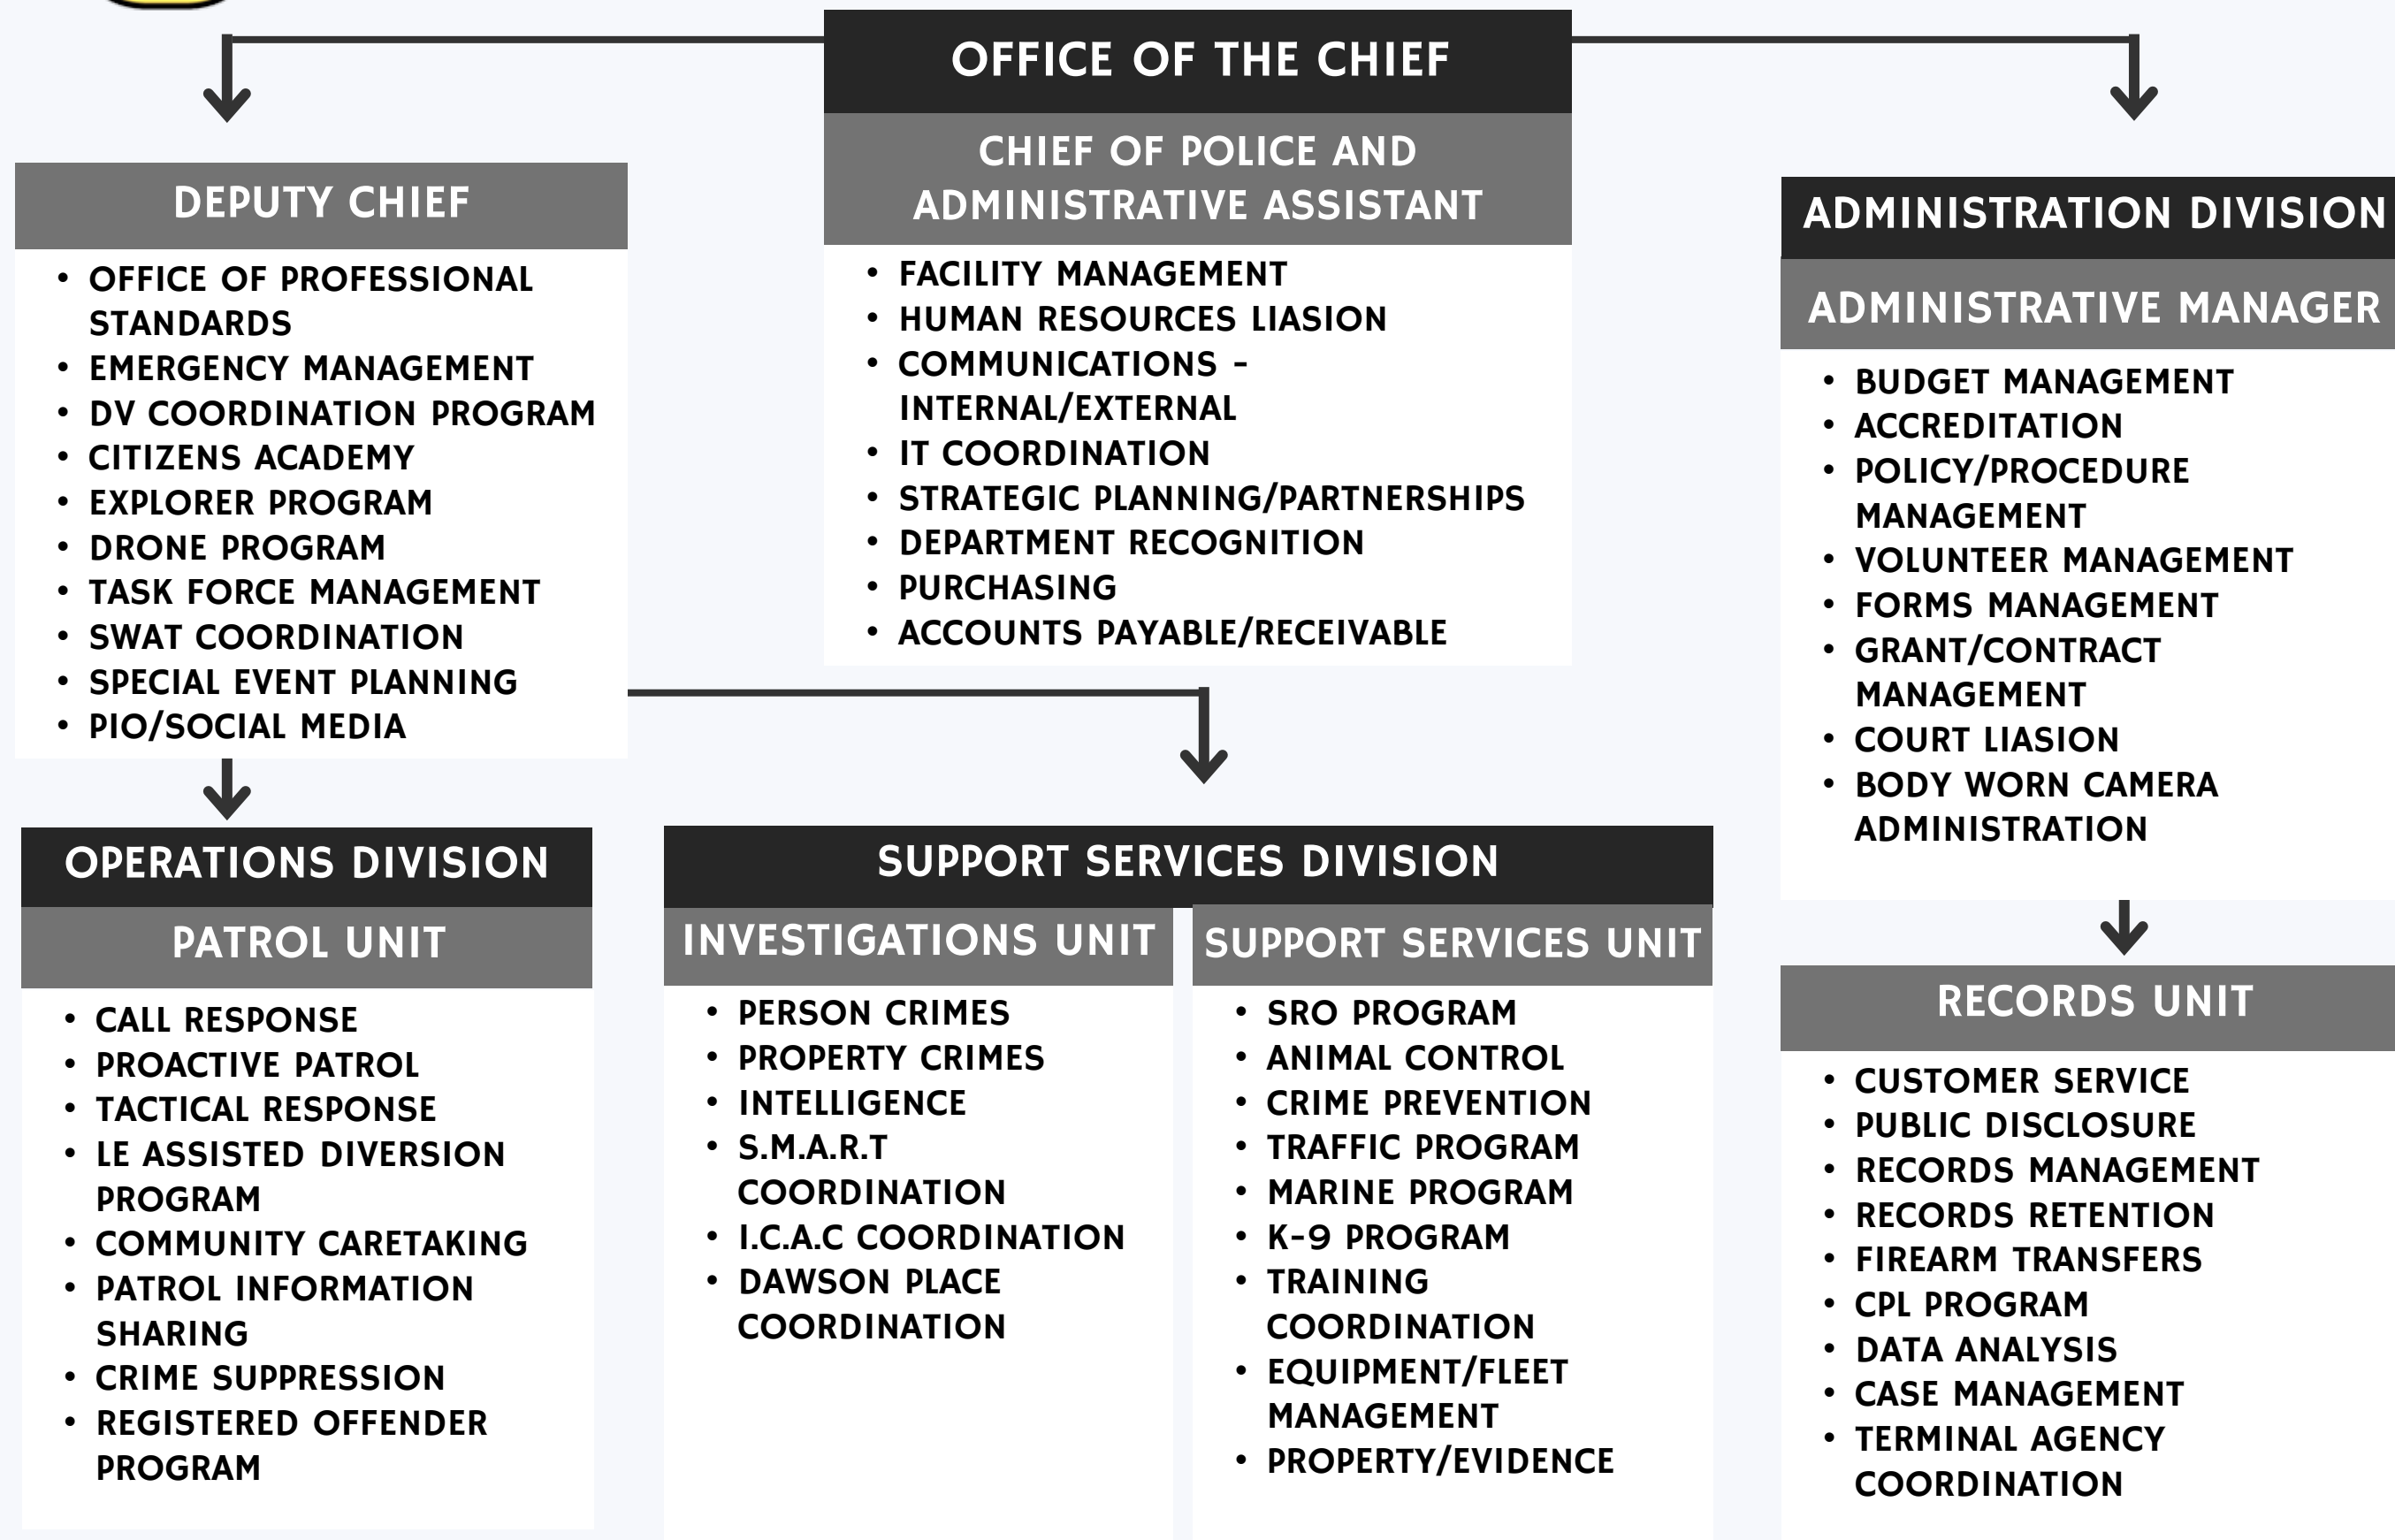 OFFICE OF THE CHIEF
CHIEF OF POLICE AND
ADMINISTRATIVE ASSISTANT
• FACILITY MANAGEMENT
• HUMAN RESOURCES LIASION
• COMMUNICATIONS -
INTERNAL/EXTERNAL
• IT COORDINATION
• STRATEGIC PLANNING/PARTNERSHIPS
• DEPARTMENT RECOGNITION
• PURCHASING
• ACCOUNTS PAYABLE/RECEIVABLE
DEPUTY CHIEF
• OFFICE OF PROFESSIONAL
STANDARDS
• EMERGENCY MANAGEMENT
• DV COORDINATION PROGRAM
• CITIZENS ACADEMY
• EXPLORER PROGRAM
• DRONE PROGRAM
• TASK FORCE MANAGEMENT
• SWAT COORDINATION
• SPECIAL EVENT PLANNING
• PIO/SOCIAL MEDIA
ADMINISTRATION DIVISION
ADMINISTRATIVE MANAGER
• BUDGET MANAGEMENT
• ACCREDITATION
• POLICY/PROCEDURE
MANAGEMENT
• VOLUNTEER MANAGEMENT
• FORMS MANAGEMENT
• GRANT/CONTRACT
MANAGEMENT
• COURT LIASION
• BODY WORN CAMERA
ADMINISTRATION
OPERATIONS DIVISION
PATROL UNIT
• CALL RESPONSE
• PROACTIVE PATROL
• TACTICAL RESPONSE
• LE ASSISTED DIVERSION
PROGRAM
• COMMUNITY CARETAKING
• PATROL INFORMATION
SHARING
• CRIME SUPPRESSION
• REGISTERED OFFENDER
PROGRAM
SUPPORT SERVICES DIVISION
INVESTIGATIONS UNIT
• PERSON CRIMES
• PROPERTY CRIMES
• INTELLIGENCE
• S.M.A.R.T
COORDINATION
• I.C.A.C COORDINATION
• DAWSON PLACE
COORDINATION
SUPPORT SERVICES UNIT
• SRO PROGRAM
• ANIMAL CONTROL
• CRIME PREVENTION
• TRAFFIC PROGRAM
• MARINE PROGRAM
• K-9 PROGRAM
• TRAINING
COORDINATION
• EQUIPMENT/FLEET
MANAGEMENT
• PROPERTY/EVIDENCE
RECORDS UNIT
• CUSTOMER SERVICE
• PUBLIC DISCLOSURE
• RECORDS MANAGEMENT
• RECORDS RETENTION
• FIREARM TRANSFERS
• CPL PROGRAM
• DATA ANALYSIS
• CASE MANAGEMENT
• TERMINAL AGENCY
COORDINATION